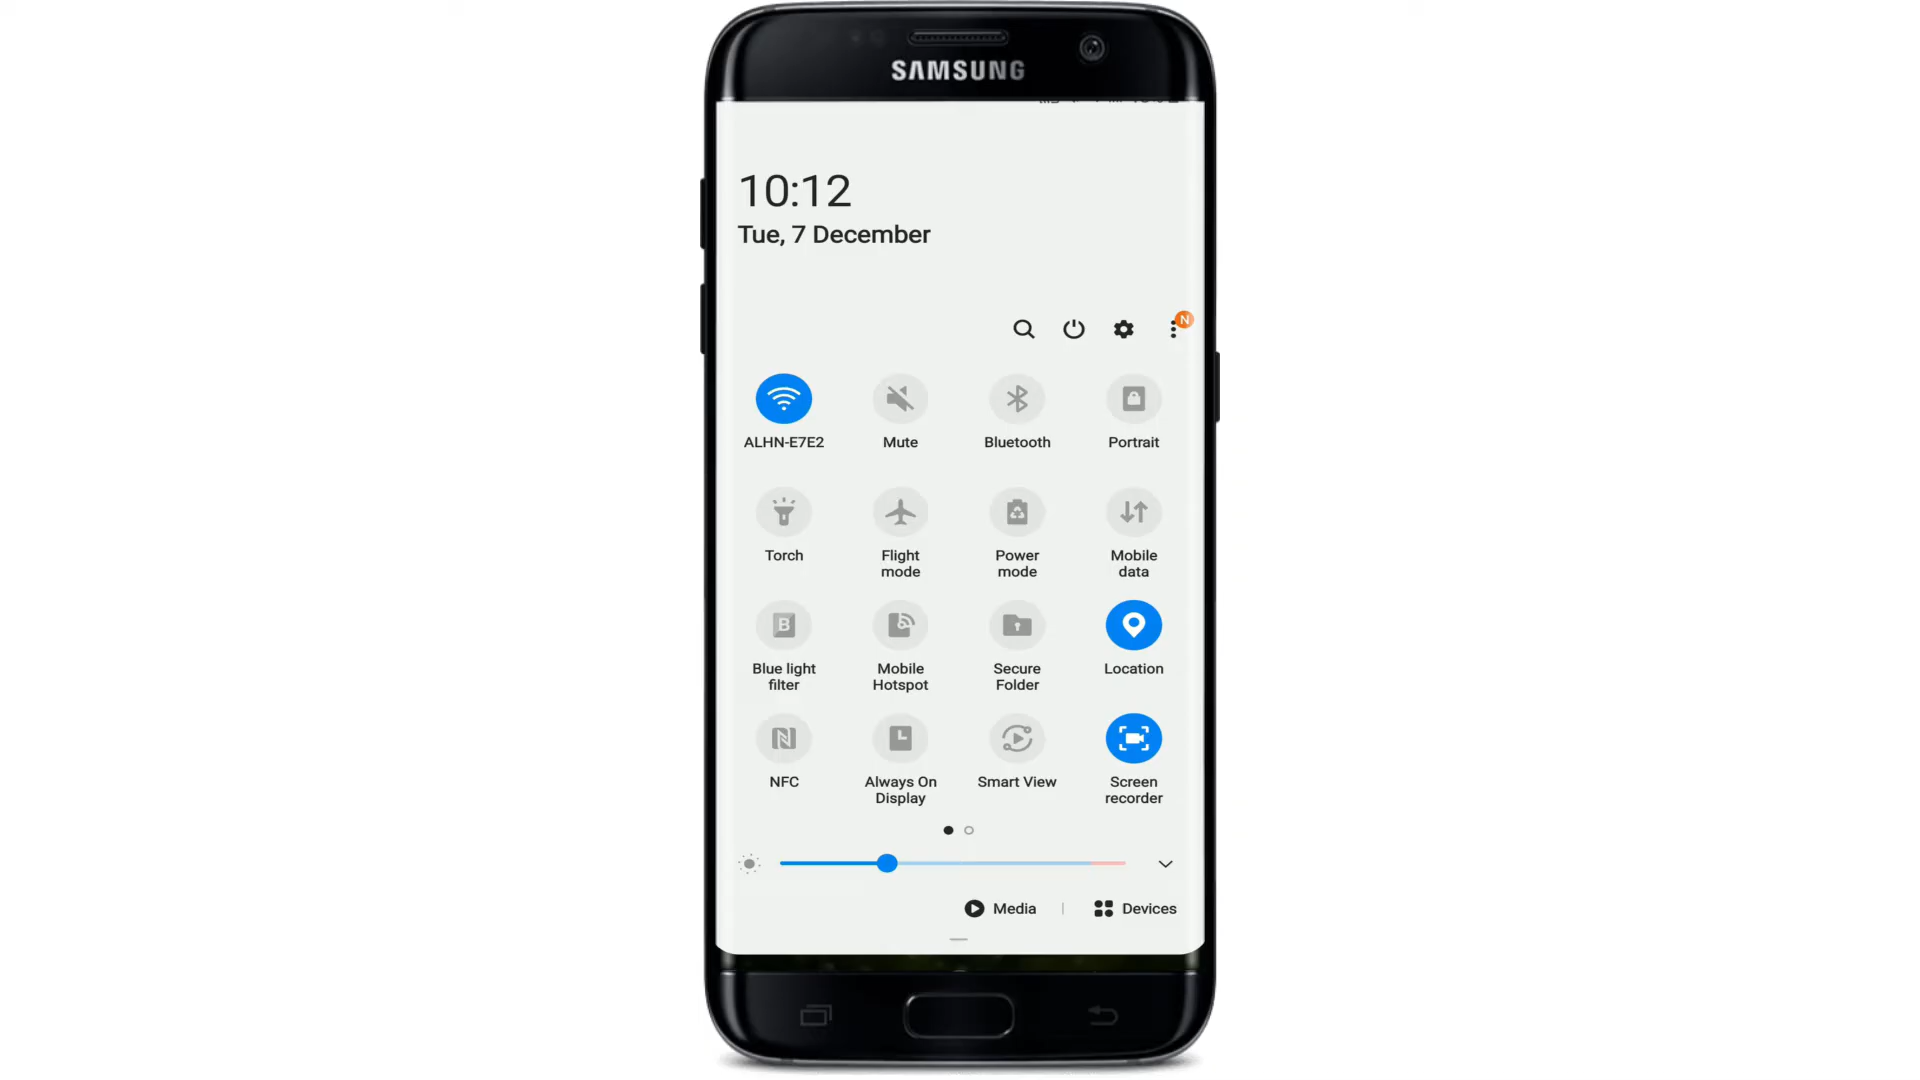 SAMSUNG
10:12
Tue, 7 December
N
ALHN-E7E2
Mute
Bluetooth
Portrait
Torch
Flight
mode
Power
mode
Mobile
data
B
Blue light
filter
Mobile
Hotspot
Secure
Folder
Location
NFC
Always On
Display
Smart View
Screen
recorder
Media
Devices